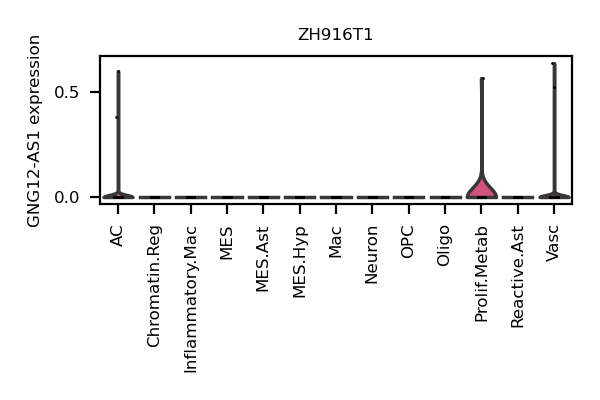 ZH916T1
GNG12-AS1 expression
0.5
0.0
AC
Chromatin.Reg
Inflammatory.Mac
MES
MES.Ast
MES.Hyp
Mac
Neuron
OPC
Oligo
Prolif.Metab
Reactive.Ast
Vasc